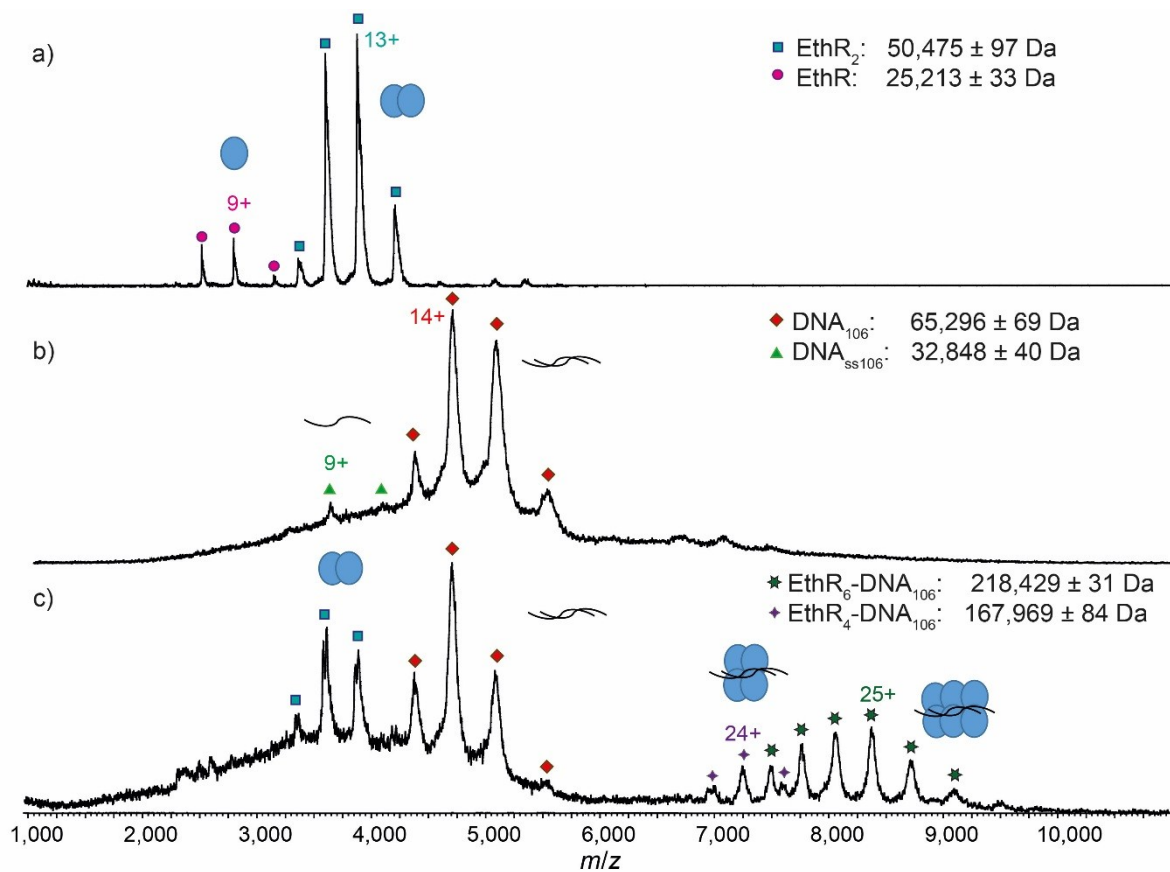 a)
13+
9+
EthR₂: 50,475 ± 97 Da
EthR: 25,213 ± 33 Da
b)
14+
9+
DNA₁₀₆: 65,296 ± 69 Da
DNAss₁₀₆: 32,848 ± 40 Da
c)
EthR₆-DNA₁₀₆: 218,429 ± 31 Da
EthR₄-DNA₁₀₆: 167,969 ± 84 Da
24+
25+
1,000 2,000 3,000 4,000 5,000 6,000 7,000 8,000 9,000 10,000
m/z